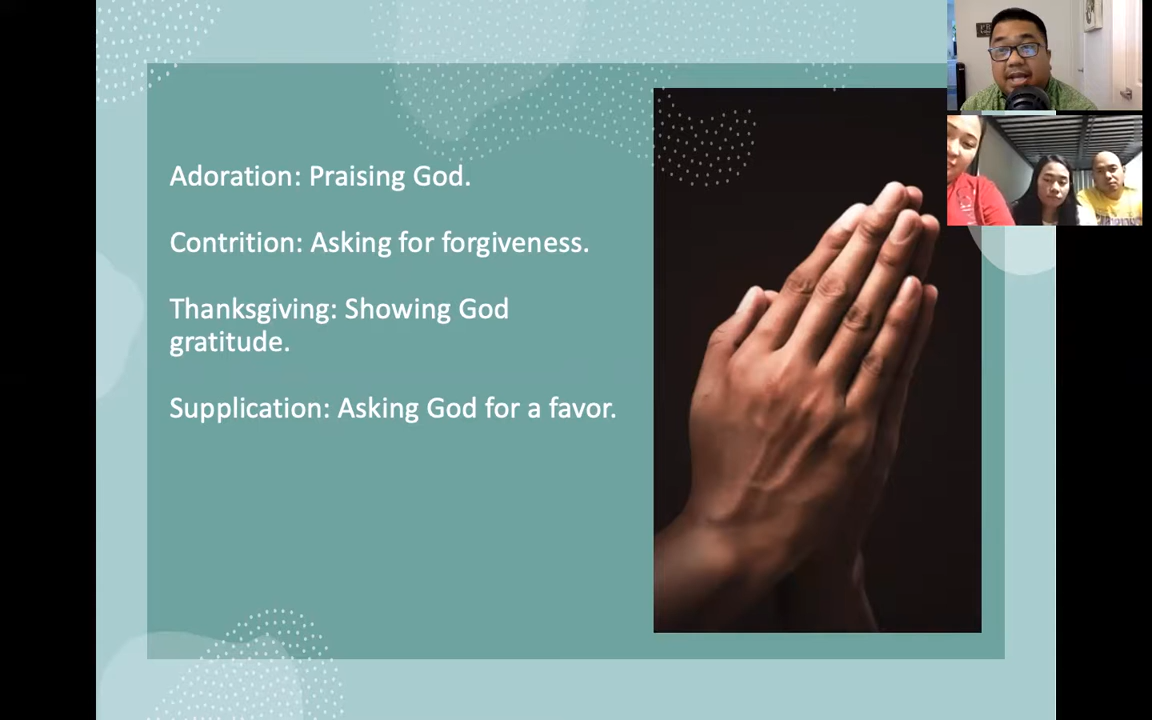 Adoration: Praising God.
Contrition: Asking for forgiveness.
Thanksgiving: Showing God
gratitude.
Supplication: Asking God for a favor.